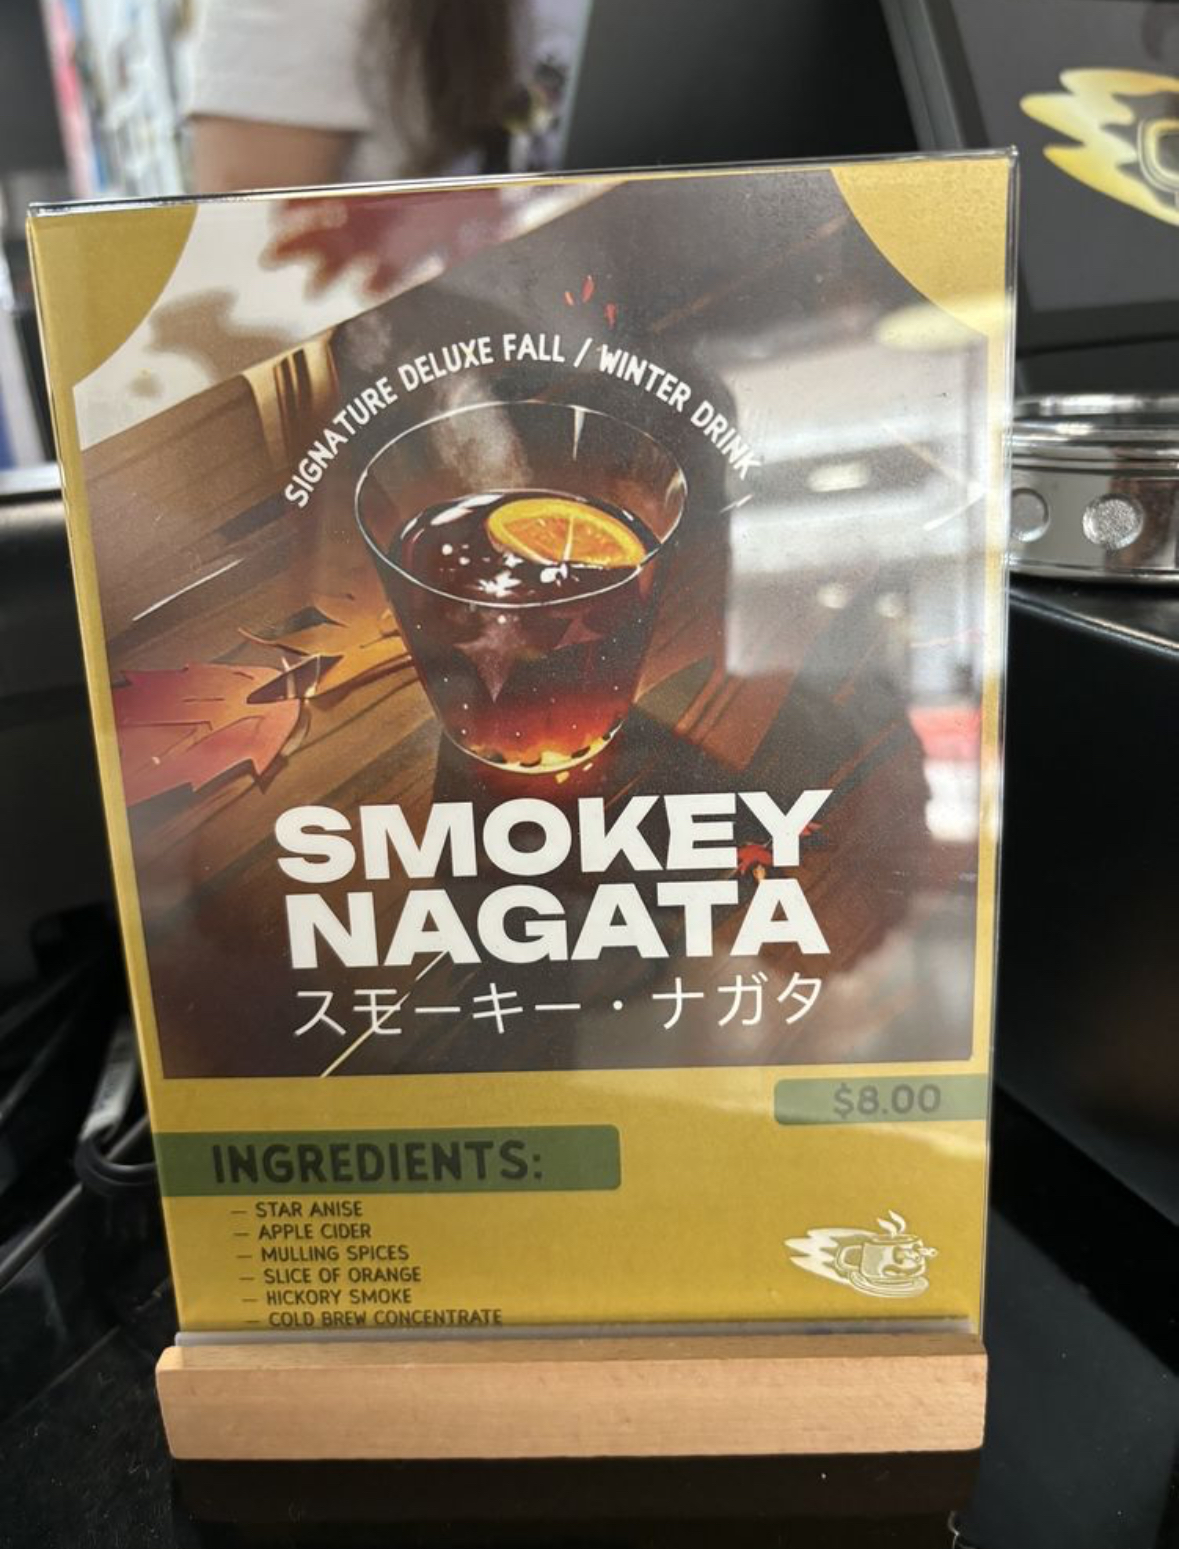 SIGNATURE DELUXE FALL / WINTER DRINK
SMOKEY
NAGATA
スモーキー・ナガタ
$8.00
INGREDIENTS:
— STAR ANISE
— APPLE CIDER
— MULLING SPICES
— SLICE OF ORANGE
— HICKORY SMOKE
— COLD BREW CONCENTRATE